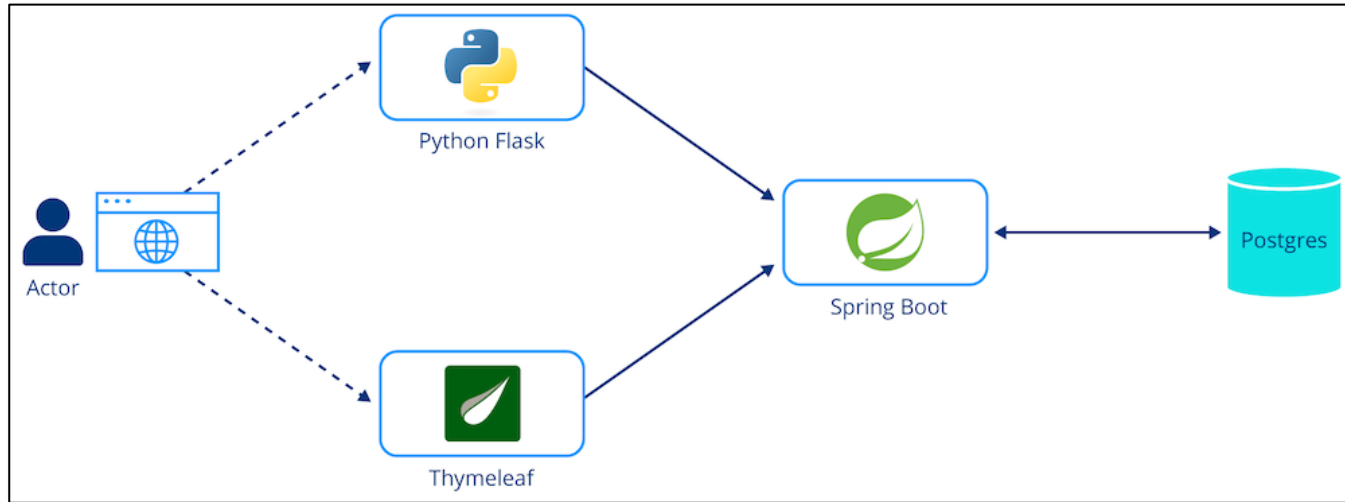 Python Flask
Actor
Postgres
Spring Boot
Thymeleaf